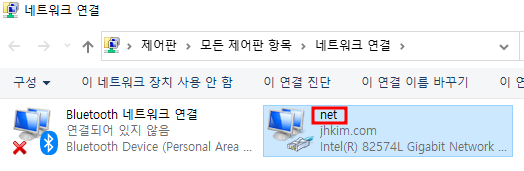 네트워크 연결
제어판 > 모든 제어판 항목 > 네트워크 연결 >
구성 이 네트워크 장치 사용 안 함 이 연결 진단 이 연결 이름 바꾸기
Bluetooth 네트워크 연결
연결되어 있지 않음
Bluetooth Device (Personal Area ...
net
jhkim.com
Intel(R) 82574L Gigabit Network ...